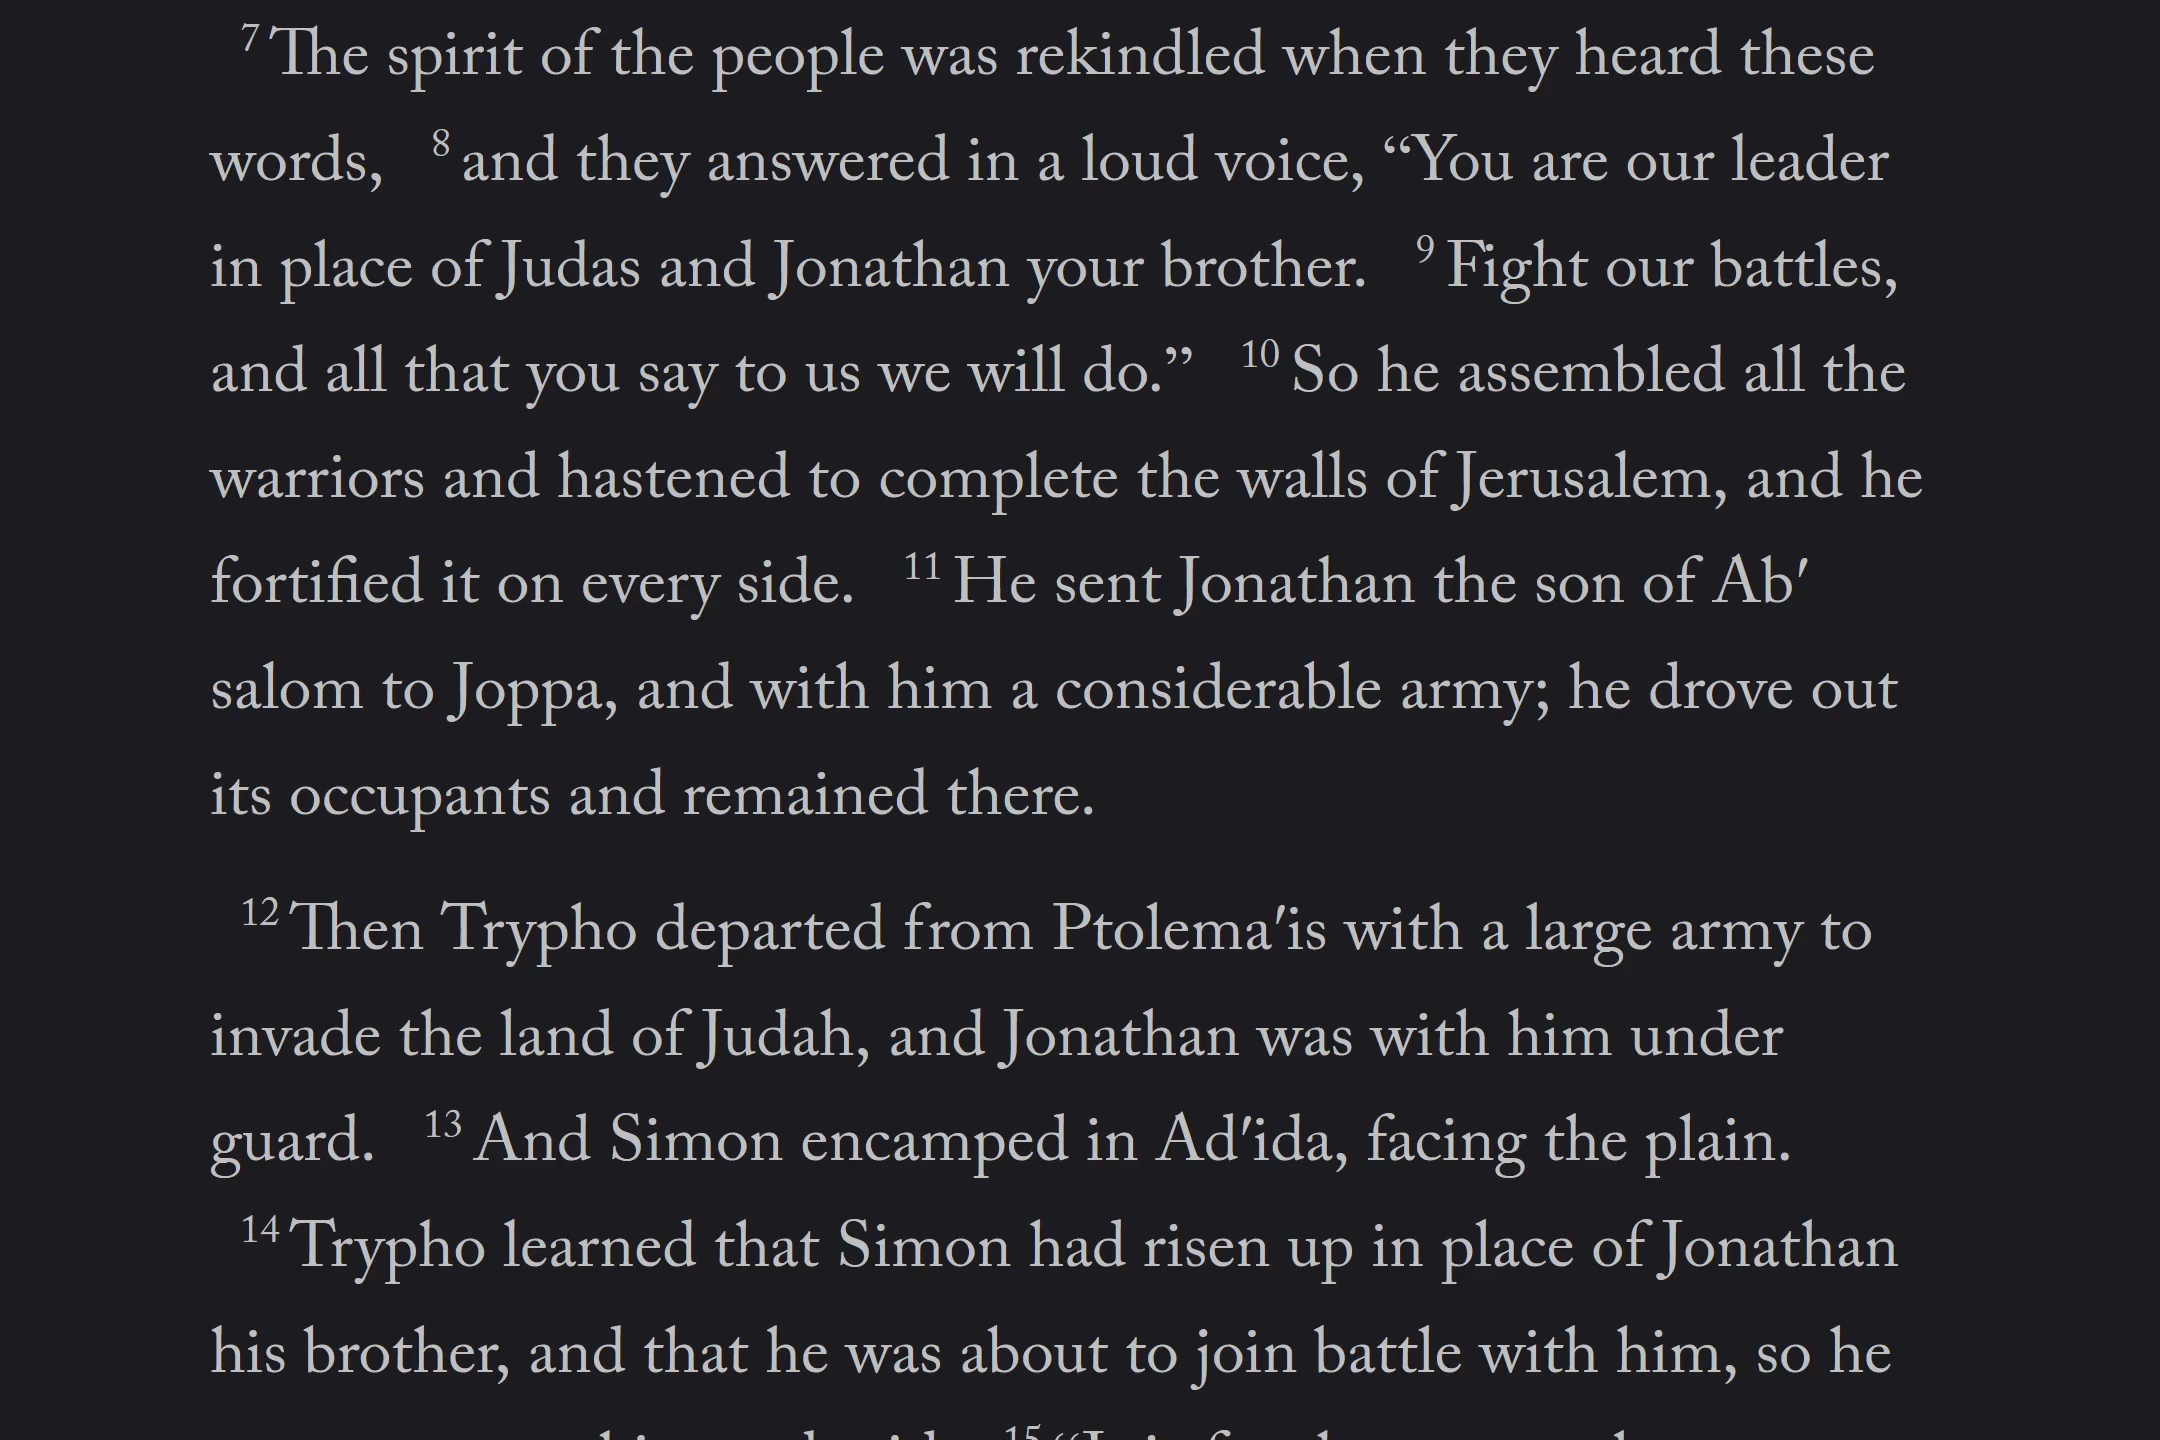 7 The spirit of the people was rekindled when they heard these
words, 8 and they answered in a loud voice, “You are our leader
in place of Judas and Jonathan your brother. 9 Fight our battles,
and all that you say to us we will do.” 10 So he assembled all the
warriors and hastened to complete the walls of Jerusalem, and he
fortified it on every side. 11 He sent Jonathan the son of Ab′
salom to Joppa, and with him a considerable army; he drove out
its occupants and remained there.
12 Then Trypho departed from Ptolema′is with a large army to
invade the land of Judah, and Jonathan was with him under
guard. 13 And Simon encamped in Ad′ida, facing the plain.
14 Trypho learned that Simon had risen up in place of Jonathan
his brother, and that he was about to join battle with him, so he
15